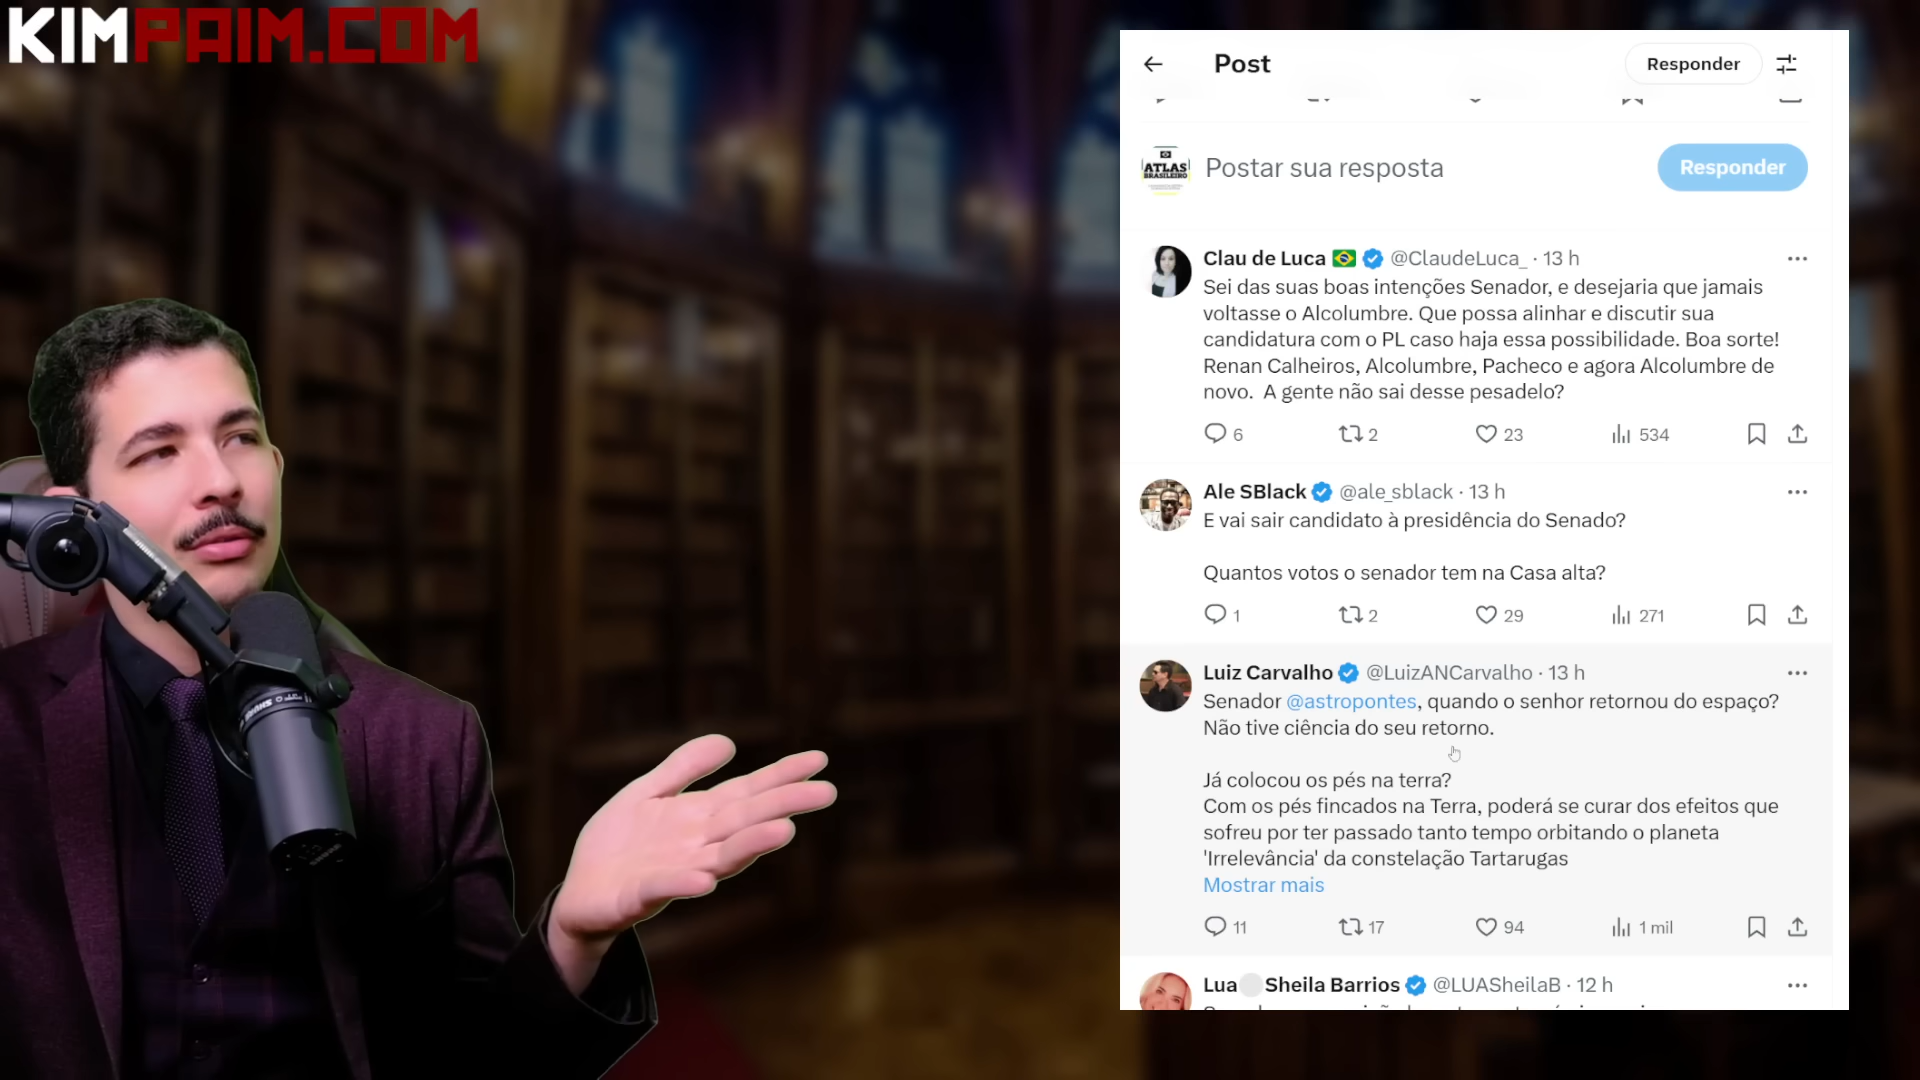 KIMPAIM.COM
Post
Responder
ATLAS
BRASILEIRO
Postar sua resposta
Responder
Clau de Luca @ClaudeLuca_ · 13 h
Sei das suas boas intenções Senador, e desejaria que jamais
voltasse o Alcolumbre. Que possa alinhar e discutir sua
candidatura com o PL caso haja essa possibilidade. Boa sorte!
Renan Calheiros, Alcolumbre, Pacheco e agora Alcolumbre de
novo. A gente não sai desse pesadelo?
6 2 23 534
Ale SBlack @ale_sblack · 13 h
E vai sair candidato à presidência do Senado?
Quantos votos o senador tem na Casa alta?
1 2 29 271
Luiz Carvalho @LuizANCarvalho · 13 h
Senador @astropontes, quando o senhor retornou do espaço?
Não tive ciência do seu retorno.
Já colocou os pés na terra?
Com os pés fincados na Terra, poderá se curar dos efeitos que
sofreu por ter passado tanto tempo orbitando o planeta
'Irrelevância' da constelação Tartarugas
Mostrar mais
11 17 94 1 mil
Lua Sheila Barrios @LUASheilaB · 12 h